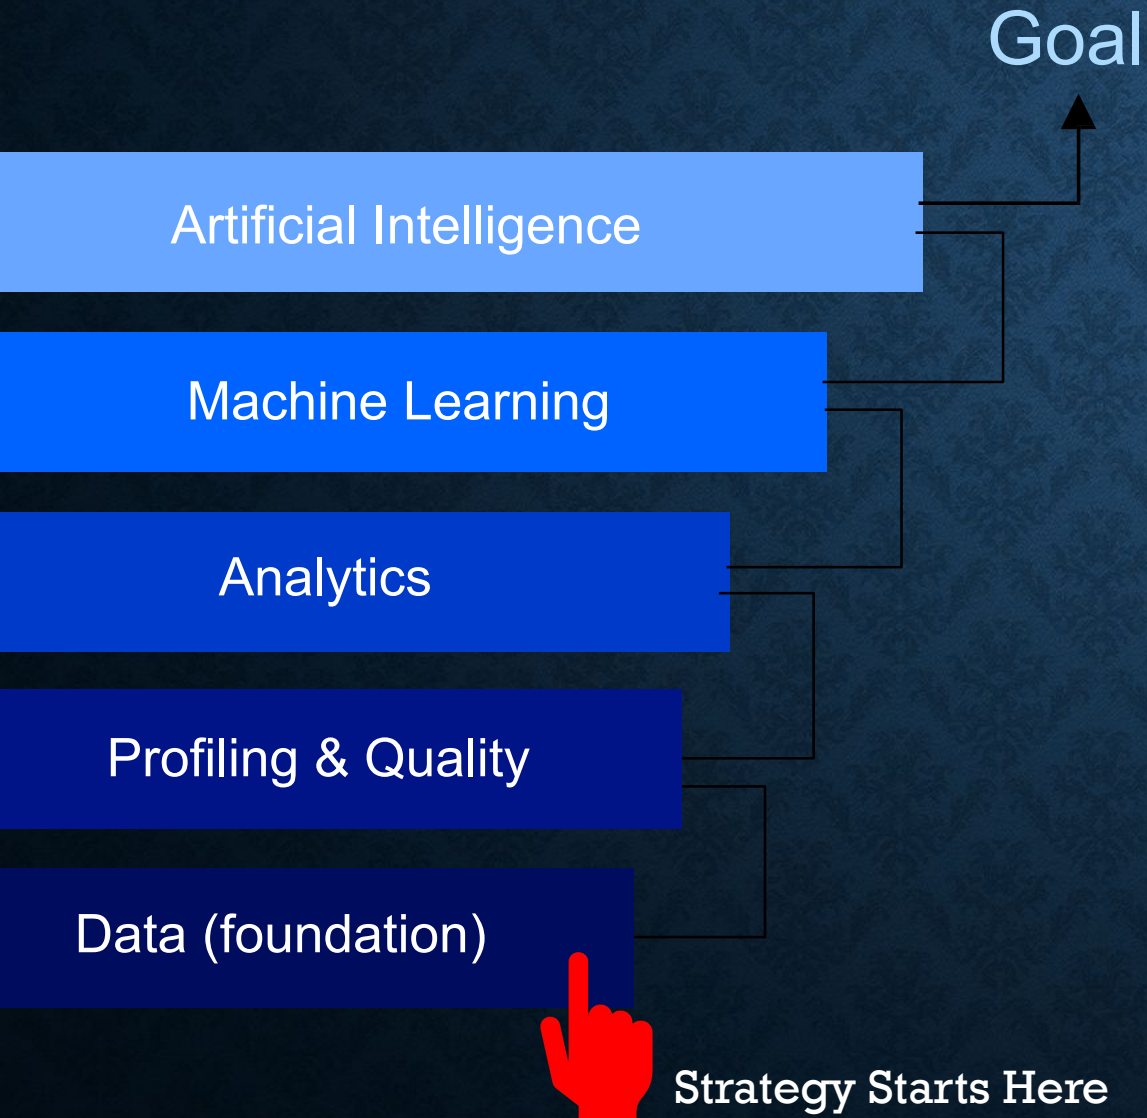 Goal
Artificial Intelligence
Machine Learning
Analytics
Profiling & Quality
Data (foundation)
Strategy Starts Here